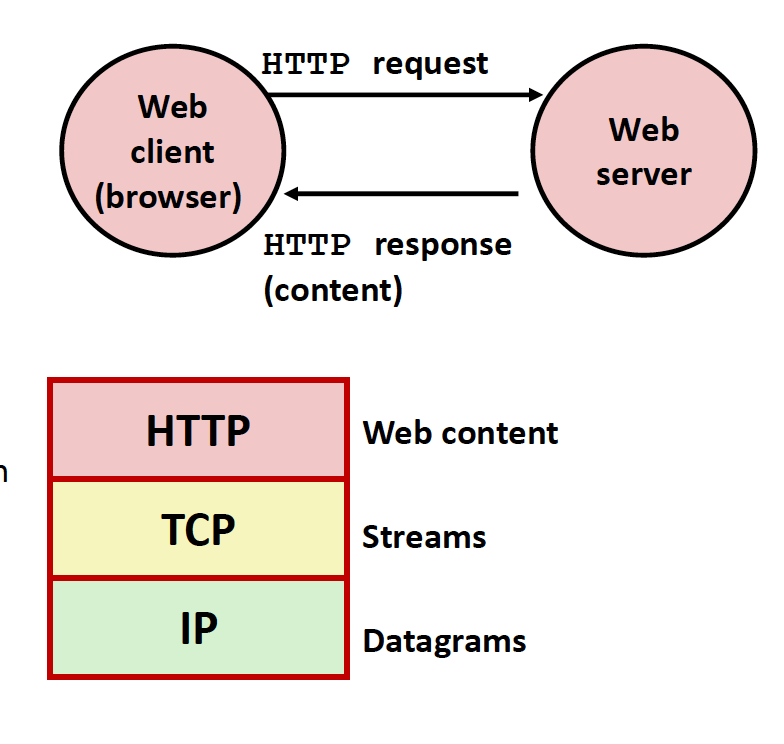 HTTP request
Web
client
(browser)
Web
server
HTTP response
(content)
HTTP
Web content
n
TCP
Streams
IP
Datagrams